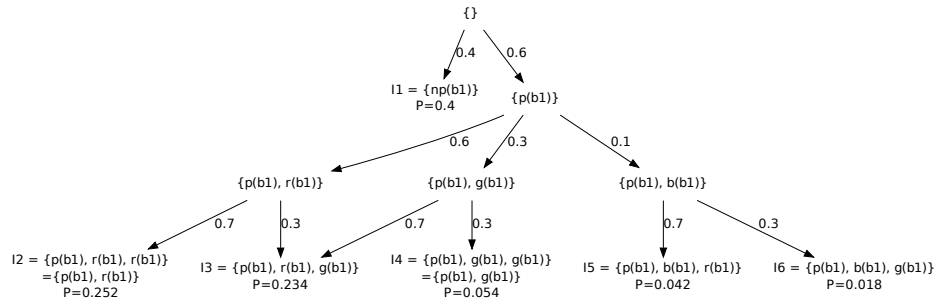 {}
0.4
0.6
I1 = {np(b1)}
P=0.4
{p(b1)}
0.6
0.3
0.1
{p(b1), r(b1)}
{p(b1), g(b1)}
{p(b1), b(b1)}
0.7
0.3
0.7
0.3
0.7
0.3
I2 = {p(b1), r(b1), r(b1)}
={p(b1), r(b1)}
P=0.252
I3 = {p(b1), r(b1), g(b1)}
P=0.234
I4 = {p(b1), g(b1), g(b1)}
={p(b1), g(b1)}
P=0.054
I5 = {p(b1), b(b1), r(b1)}
P=0.042
I6 = {p(b1), b(b1), g(b1)}
P=0.018